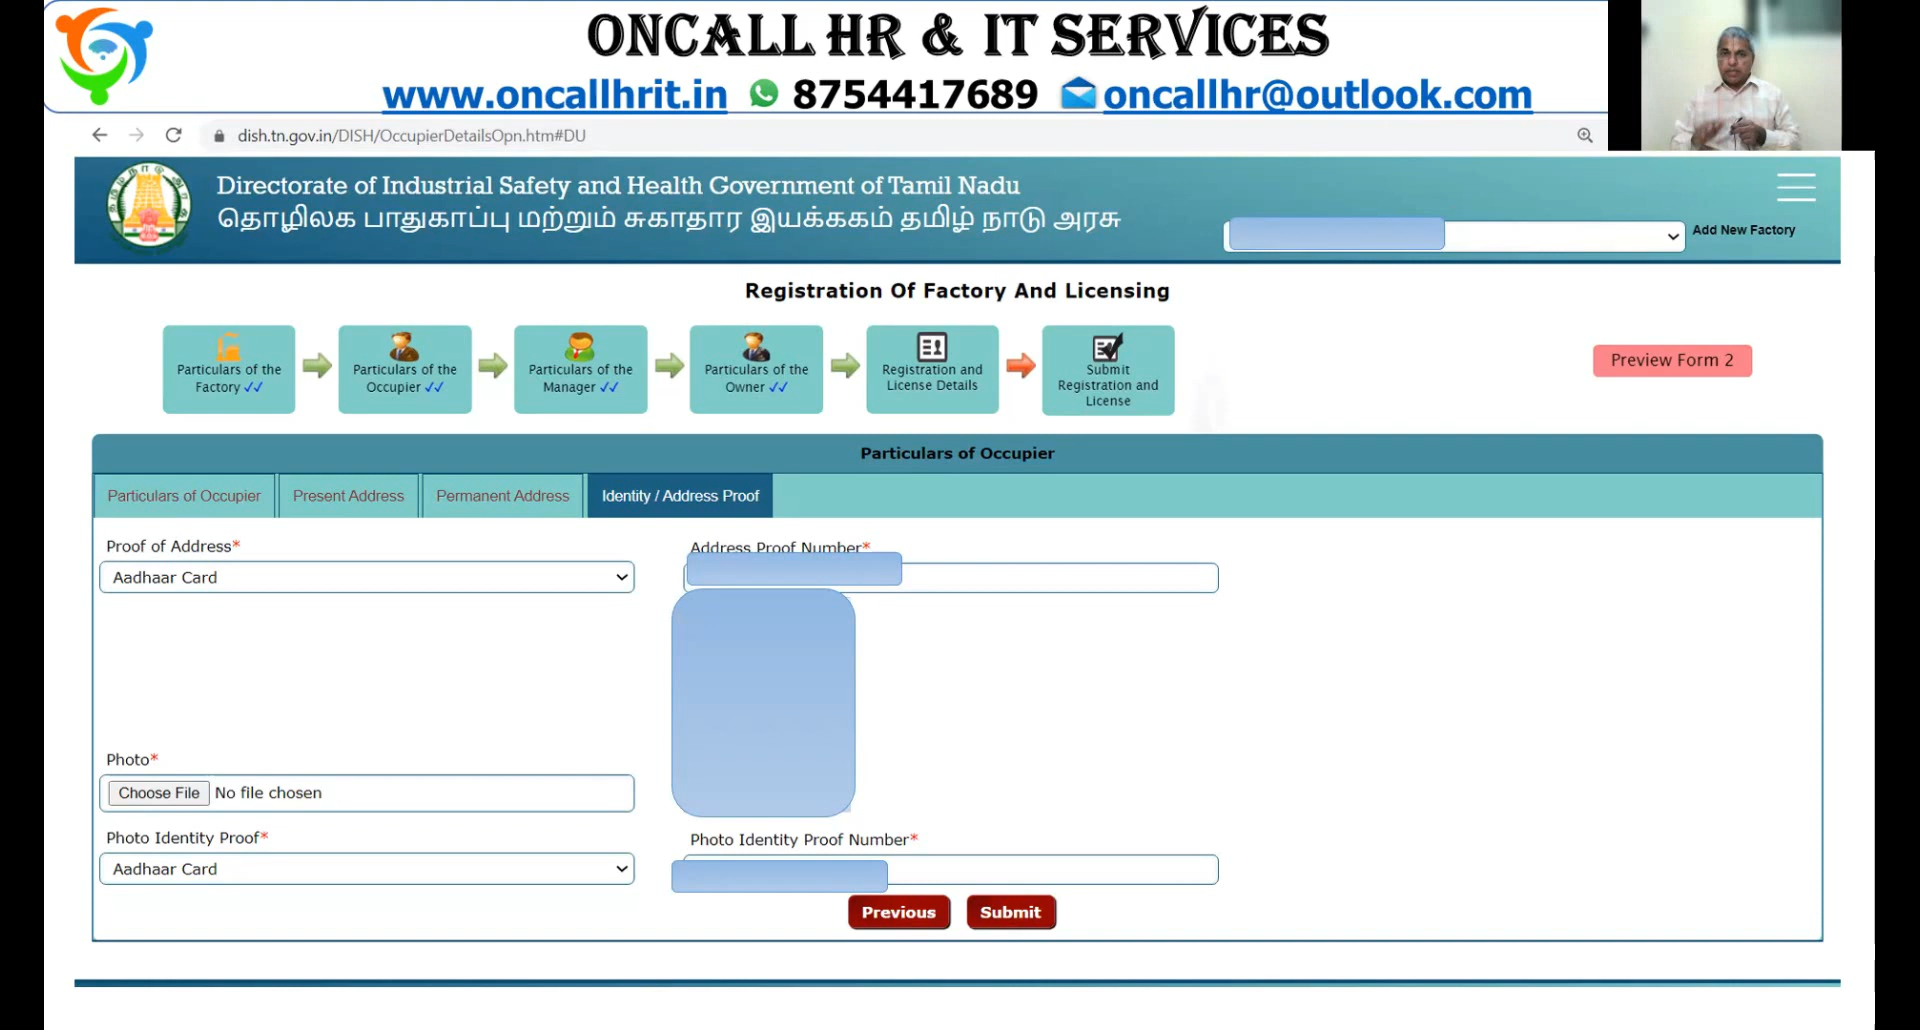 ONCALL HR & IT SERVICES
www.oncallhrit.in 8754417689 oncallhr@outlook.com
dish.tn.gov.in/DISH/OccupierDetailsOpn.htm#DU
Directorate of Industrial Safety and Health Government of Tamil Nadu
தொழிலக பாதுகாப்பு மற்றும் சுகாதார இயக்ககம் தமிழ் நாடு அரசு
Add New Factory
Registration Of Factory And Licensing
Particulars of the
Factory
Particulars of the
Occupier
Particulars of the
Manager
Particulars of the
Owner
Registration and
License Details
Submit
Registration and
License
Preview Form 2
Particulars of Occupier
Particulars of Occupier
Present Address
Permanent Address
Identity / Address Proof
Proof of Address*
Address Proof Number*
Aadhaar Card
Photo*
Choose File No file chosen
Photo Identity Proof*
Photo Identity Proof Number*
Aadhaar Card
Previous
Submit